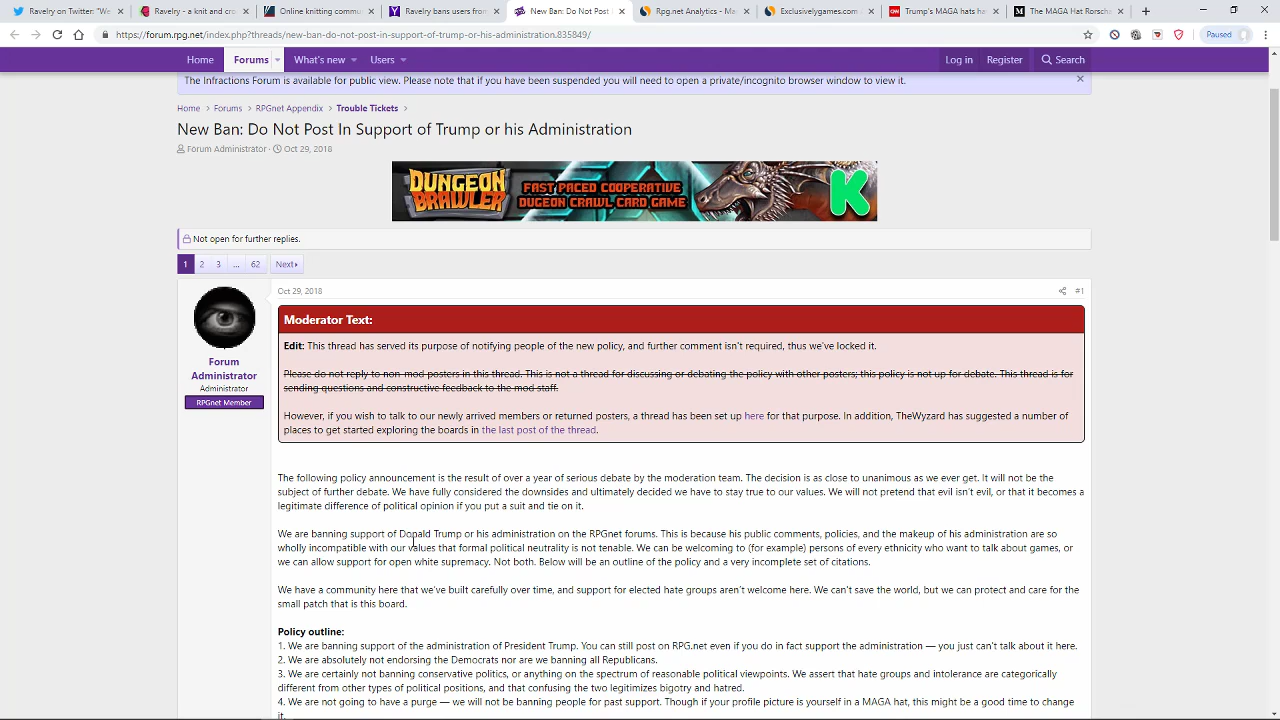 Ravelry on Twitter: "We
Ravelry - a knit and cro
Online knitting commu
Ravelry bans users from
New Ban: Do Not Post I
Rpg.net Analytics - Ma
Exclusivelygames.com
Trump's MAGA hats ha
The MAGA Hat Rorscha
https://forum.rpg.net/index.php?threads/new-ban-do-not-post-in-support-of-trump-or-his-administration.835849/
Paused
Home Forums What's new Users Log in Register Search
The Infractions Forum is available for public view. Please note that if you have been suspended you will need to open a private/incognito browser window to view it.
Home Forums RPGnet Appendix Trouble Tickets
New Ban: Do Not Post In Support of Trump or his Administration
Forum Administrator · Oct 29, 2018
DUNGEON BRAWLER
FAST PACED COOPERATIVE
DUGEON CRAWL CARD GAME
K
Not open for further replies.
1 2 3 ... 62 Next
Oct 29, 2018 #1
Forum
Administrator
Administrator
RPGnet Member
Moderator Text:
Edit: This thread has served its purpose of notifying people of the new policy, and further comment isn't required, thus we've locked it.
Please do not reply to non-mod posters in this thread. This is not a thread for discussing or debating the policy with other posters; this policy is not up for debate. This thread is for
sending questions and constructive feedback to the mod staff.
However, if you wish to talk to our newly arrived members or returned posters, a thread has been set up here for that purpose. In addition, TheWyzard has suggested a number of
places to get started exploring the boards in the last post of the thread.
The following policy announcement is the result of over a year of serious debate by the moderation team. The decision is as close to unanimous as we ever get. It will not be the
subject of further debate. We have fully considered the downsides and ultimately decided we have to stay true to our values. We will not pretend that evil isn't evil, or that it becomes a
legitimate difference of political opinion if you put a suit and tie on it.
We are banning support of Donald Trump or his administration on the RPGnet forums. This is because his public comments, policies, and the makeup of his administration are so
wholly incompatible with our values that formal political neutrality is not tenable. We can be welcoming to (for example) persons of every ethnicity who want to talk about games, or
we can allow support for open white supremacy. Not both. Below will be an outline of the policy and a very incomplete set of citations.
We have a community here that we've built carefully over time, and support for elected hate groups aren't welcome here. We can't save the world, but we can protect and care for the
small patch that is this board.
Policy outline:
1. We are banning support of the administration of President Trump. You can still post on RPG.net even if you do in fact support the administration — you just can't talk about it here.
2. We are absolutely not endorsing the Democrats nor are we banning all Republicans.
3. We are certainly not banning conservative politics, or anything on the spectrum of reasonable political viewpoints. We assert that hate groups and intolerance are categorically
different from other types of political positions, and that confusing the two legitimizes bigotry and hatred.
4. We are not going to have a purge — we will not be banning people for past support. Though if your profile picture is yourself in a MAGA hat, this might be a good time to change
it.